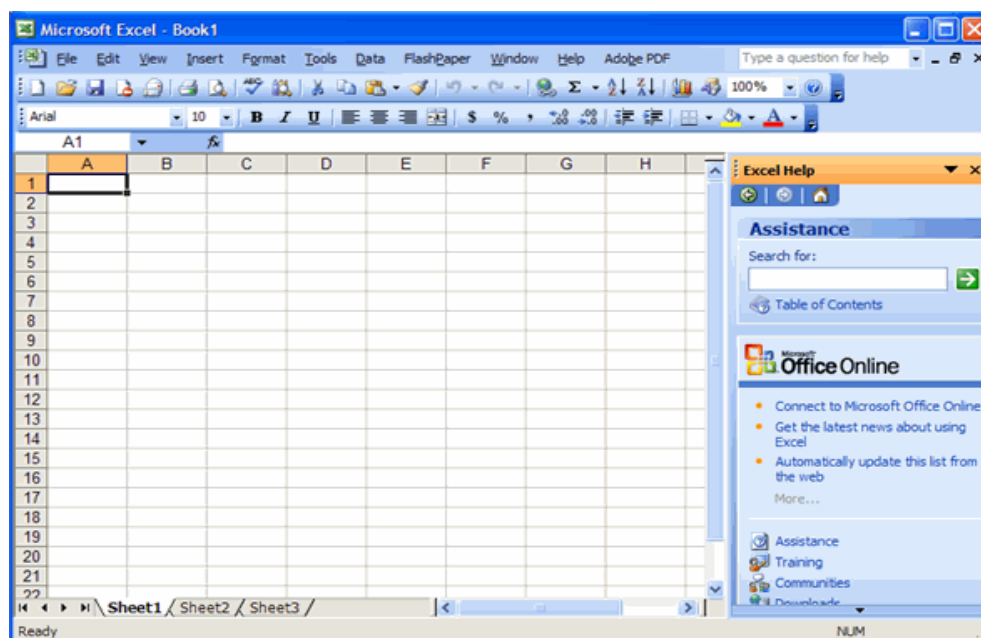 Microsoft Excel - Book1
File Edit View Insert Format Tools Data FlashPaper Window Help Adobe PDF Type a question for help
100%
Arial 10 B I U $ % ,
A1 fx
A B C D E F G H
Excel Help
1
2
3
4
5
6
7
8
9
10
11
12
13
14
15
16
17
18
19
20
21
22
Assistance
Search for:
Table of Contents
Microsoft
Office Online
Connect to Microsoft Office Online
Get the latest news about using
Excel
Automatically update this list from
the web
More...
Assistance
Training
Communities
Downloads
Sheet1 Sheet2 Sheet3
Ready NUM